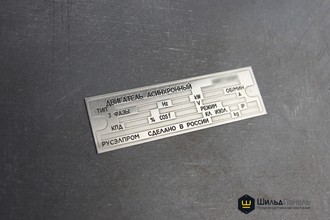 ДВИГАТЕЛЬ АСИНХРОННЫЙ
ТИП
3 ФАЗЫ Hz kW ОБ/МИН
V A
% COS f РЕЖИМ
КПД КЛ ИЗОЛ IP
kg
РУСЭЛПРОМ СДЕЛАНО В РОССИИ
ШильдПанель